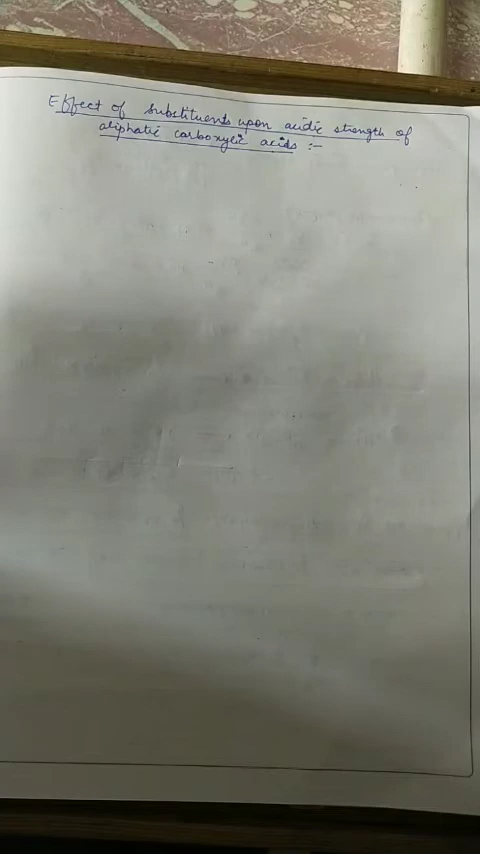 Effect of substituents upon acidic strength of
aliphatic carboxylic acids :-